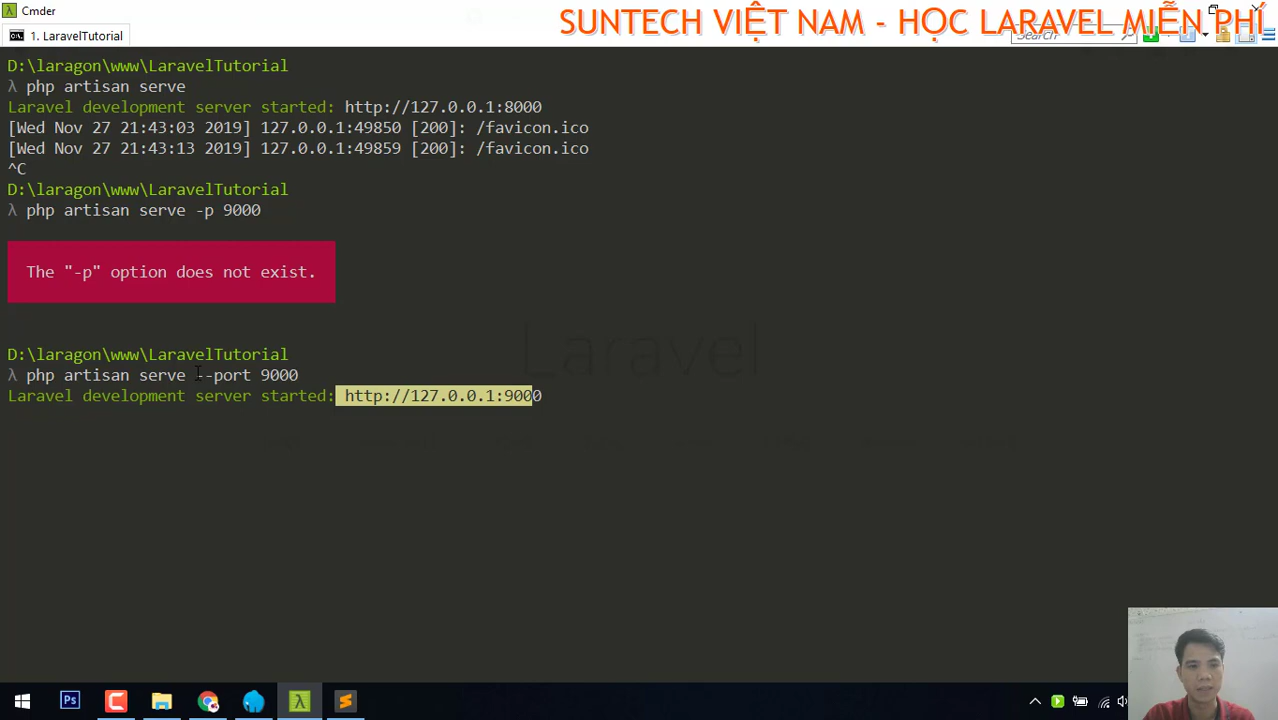 Cmder
SUNTECH VIỆT NAM - HỌC LARAVEL MIỄN PHÍ
1. LaravelTutorial
Search
D:\laragon\www\LaravelTutorial
λ php artisan serve
Laravel development server started: http://127.0.0.1:8000
[Wed Nov 27 21:43:03 2019] 127.0.0.1:49850 [200]: /favicon.ico
[Wed Nov 27 21:43:13 2019] 127.0.0.1:49859 [200]: /favicon.ico
^C
D:\laragon\www\LaravelTutorial
λ php artisan serve -p 9000
The "-p" option does not exist.
Laravel
D:\laragon\www\LaravelTutorial
λ php artisan serve --port 9000
Laravel development server started: http://127.0.0.1:9000
Ps
λ